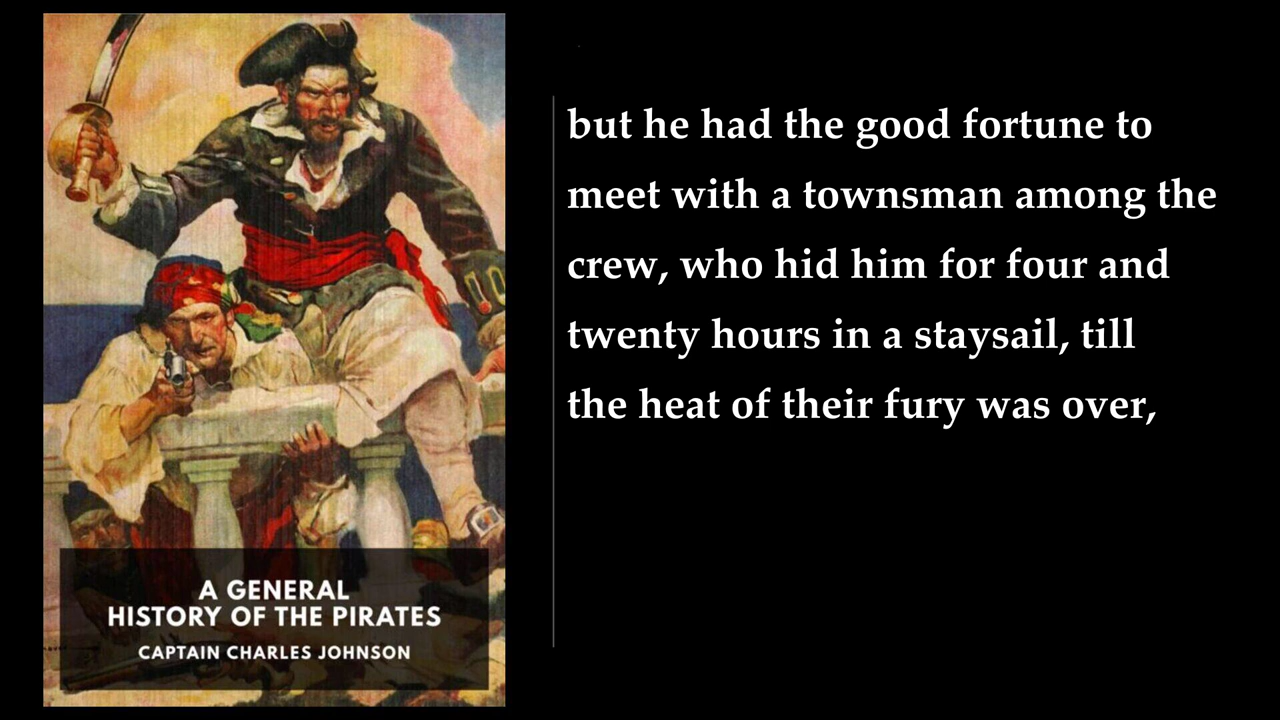 A GENERAL
HISTORY OF THE PIRATES
CAPTAIN CHARLES JOHNSON
but he had the good fortune to
meet with a townsman among the
crew, who hid him for four and
twenty hours in a staysail, till
the heat of their fury was over,